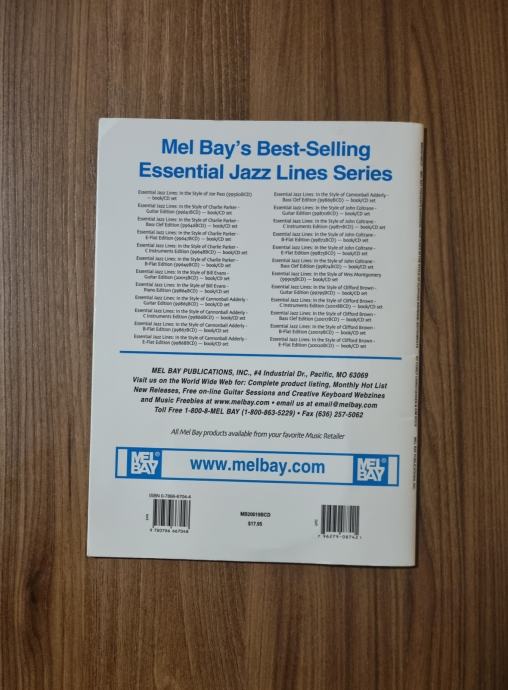 Mel Bay's Best-Selling
Essential Jazz Lines Series
Essential Jazz Lines: In the Style of Joe Pass
— book/CD set
Essential Jazz Lines: In the Style of Charlie Parker -
Guitar Edition — book/CD set
Essential Jazz Lines: In the Style of Charlie Parker -
Bass Clef Edition — book/CD set
Essential Jazz Lines: In the Style of Charlie Parker -
E-Flat Edition — book/CD set
Essential Jazz Lines: In the Style of Charlie Parker -
C Instruments Edition — book/CD set
Essential Jazz Lines: In the Style of Charlie Parker -
B-Flat Edition — book/CD set
Essential Jazz Lines: In the Style of Bill Evans -
Guitar Edition — book/CD set
Essential Jazz Lines: In the Style of Bill Evans -
Piano Edition — book/CD set
Essential Jazz Lines: In the Style of Cannonball Adderly -
Guitar Edition — book/CD set
Essential Jazz Lines: In the Style of Cannonball Adderly -
C Instruments Edition — book/CD set
Essential Jazz Lines: In the Style of Cannonball Adderly -
B-Flat Edition — book/CD set
Essential Jazz Lines: In the Style of Cannonball Adderly -
E-Flat Edition — book/CD set
Essential Jazz Lines: In the Style of Cannonball Adderly -
Bass Clef Edition — book/CD set
Essential Jazz Lines: In the Style of John Coltrane -
Guitar Edition — book/CD set
Essential Jazz Lines: In the Style of John Coltrane -
C Instruments Edition — book/CD set
Essential Jazz Lines: In the Style of John Coltrane -
B-Flat Edition — book/CD set
Essential Jazz Lines: In the Style of John Coltrane -
E-Flat Edition — book/CD set
Essential Jazz Lines: In the Style of John Coltrane -
Bass Clef Edition — book/CD set
Essential Jazz Lines: In the Style of Wes Montgomery
— book/CD set
Essential Jazz Lines: In the Style of Clifford Brown -
Guitar Edition — book/CD set
Essential Jazz Lines: In the Style of Clifford Brown -
C Instruments Edition — book/CD set
Essential Jazz Lines: In the Style of Clifford Brown -
Bass Clef Edition — book/CD set
Essential Jazz Lines: In the Style of Clifford Brown -
B-Flat Edition — book/CD set
Essential Jazz Lines: In the Style of Clifford Brown -
E-Flat Edition — book/CD set
MEL BAY PUBLICATIONS, INC., #4 Industrial Dr., Pacific, MO 63069
Visit us on the World Wide Web for: Complete product listing, Monthly Hot List
New Releases, Free on-line Guitar Sessions and Creative Keyboard Webzines
and Music Freebies at www.melbay.com • email us at email@melbay.com
Toll Free 1-800-8-MEL BAY (1-800-863-5229) • Fax (636) 257-5062
All Mel Bay products available from your favorite Music Retailer
MEL BAY www.melbay.com MEL BAY
ISBN 0-7866-6704-4
MB20019BCD
$17.95
9 780786 667048
7 96279 08742